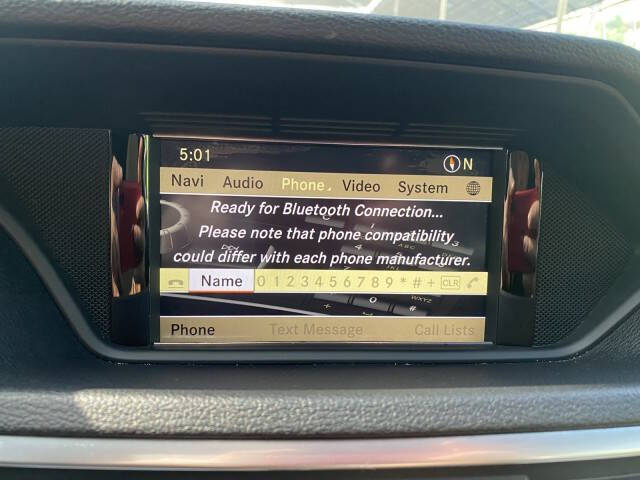 5:01 N
Navi Audio Phone Video System
Ready for Bluetooth Connection...
Please note that phone compatibility
could differ with each phone manufacturer.
Name 0 1 2 3 4 5 6 7 8 9 * # + CLR
Phone Text Message Call Lists